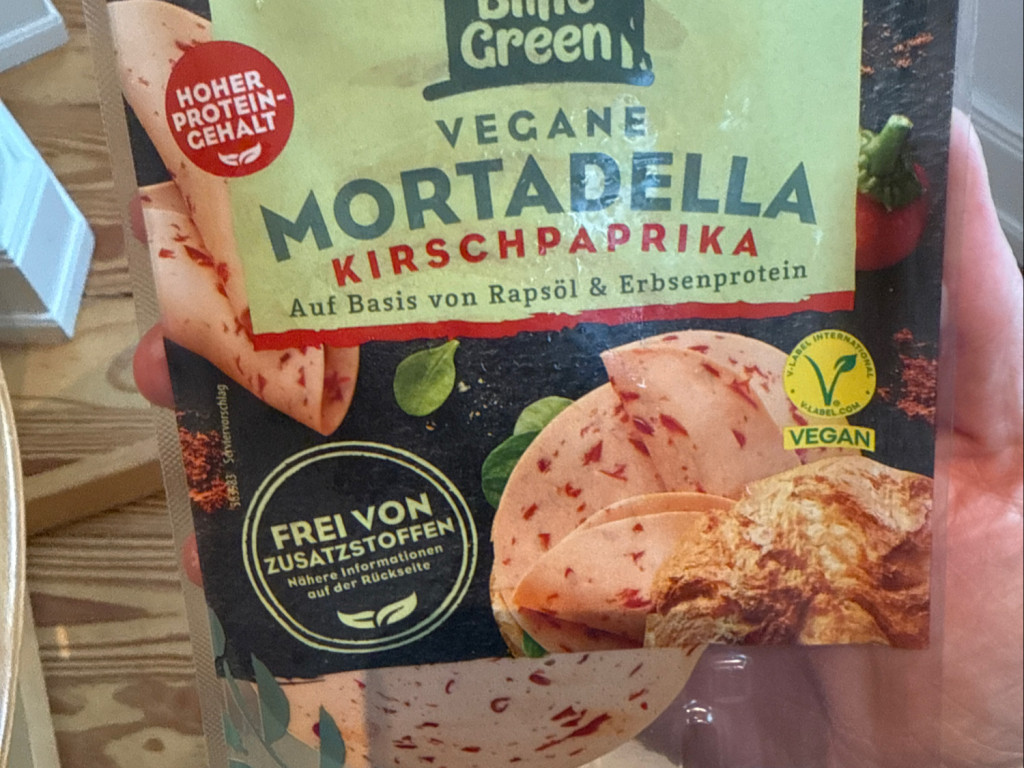 Green
HOHER
PROTEIN-
GEHALT
VEGANE
MORTADELLA
KIRSCHPAPRIKA
Auf Basis von Rapsöl & Erbsenprotein
V-LABEL INTERNATIONAL
V-LABEL.COM
VEGAN
Serviervorschlag
FREI VON
ZUSATZSTOFFEN
Nähere Informationen
auf der Rückseite